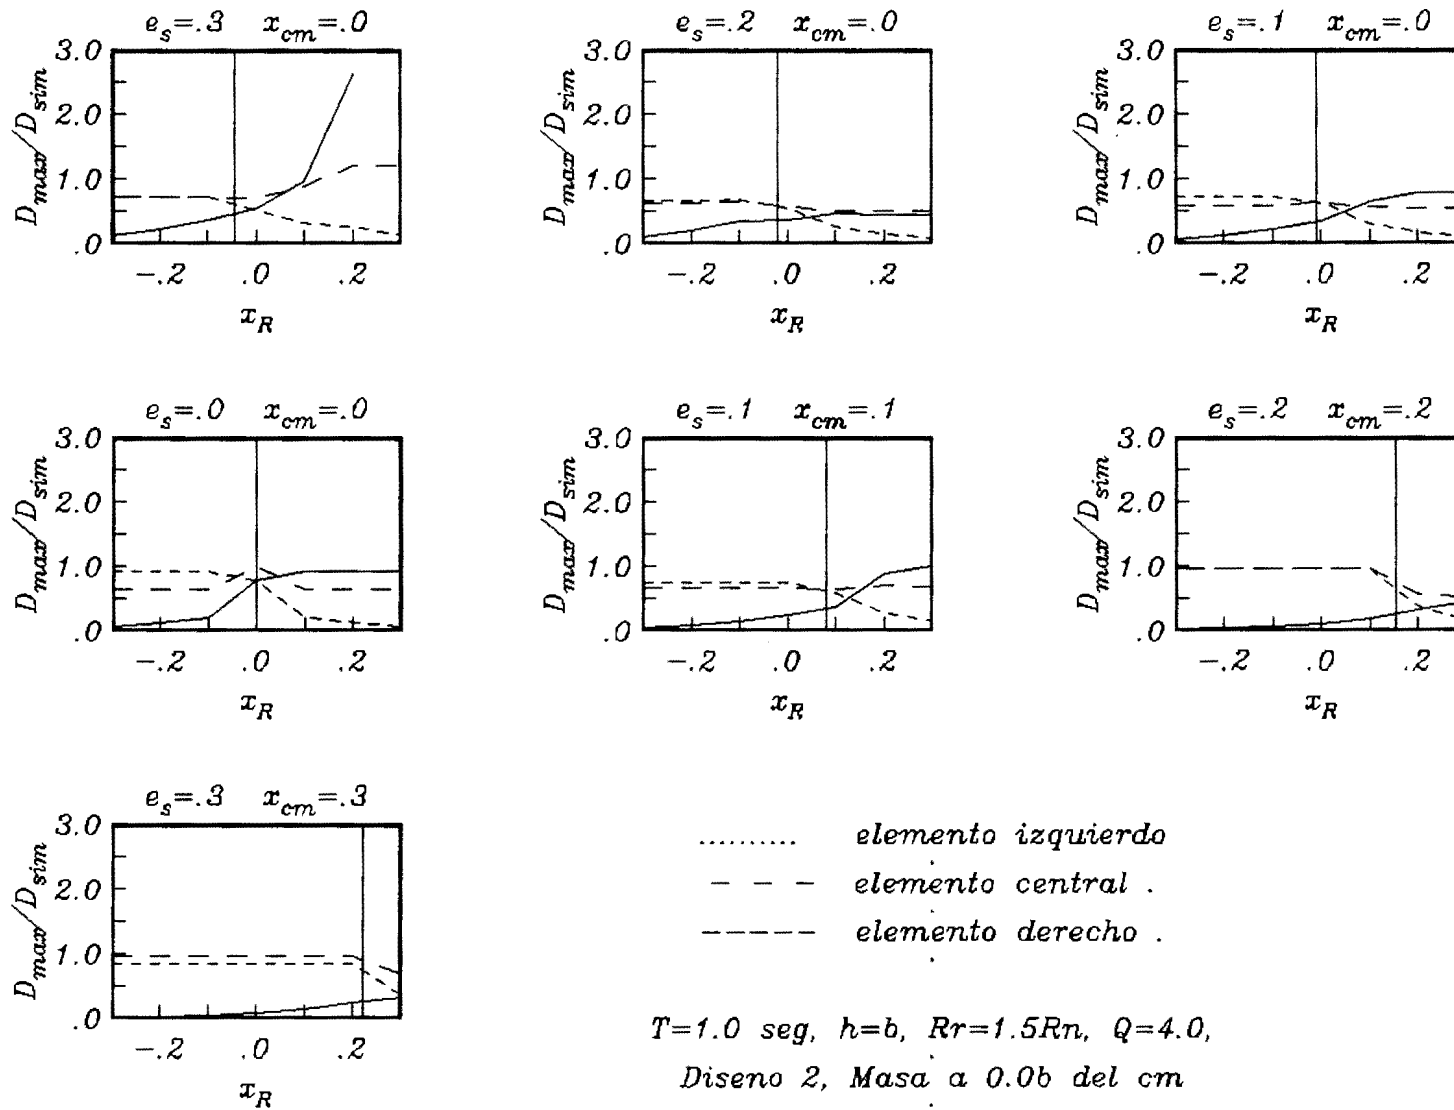 e_s=.3 x_cm=.0
3.0
2.0
1.0
.0
D_max/D_sim
-.2 .0 .2
x_R
e_s=.2 x_cm=.0
3.0
2.0
1.0
.0
D_max/D_sim
-.2 .0 .2
x_R
e_s=.1 x_cm=.0
3.0
2.0
1.0
.0
D_max/D_sim
-.2 .0 .2
x_R
e_s=.0 x_cm=.0
3.0
2.0
1.0
.0
D_max/D_sim
-.2 .0 .2
x_R
e_s=.1 x_cm=.1
3.0
2.0
1.0
.0
D_max/D_sim
-.2 .0 .2
x_R
e_s=.2 x_cm=.2
3.0
2.0
1.0
.0
D_max/D_sim
-.2 .0 .2
x_R
e_s=.3 x_cm=.3
3.0
2.0
1.0
.0
D_max/D_sim
-.2 .0 .2
x_R
elemento izquierdo
elemento central .
elemento derecho .
T=1.0 seg, h=b, Rr=1.5Rn, Q=4.0,
Diseno 2, Masa a 0.0b del cm